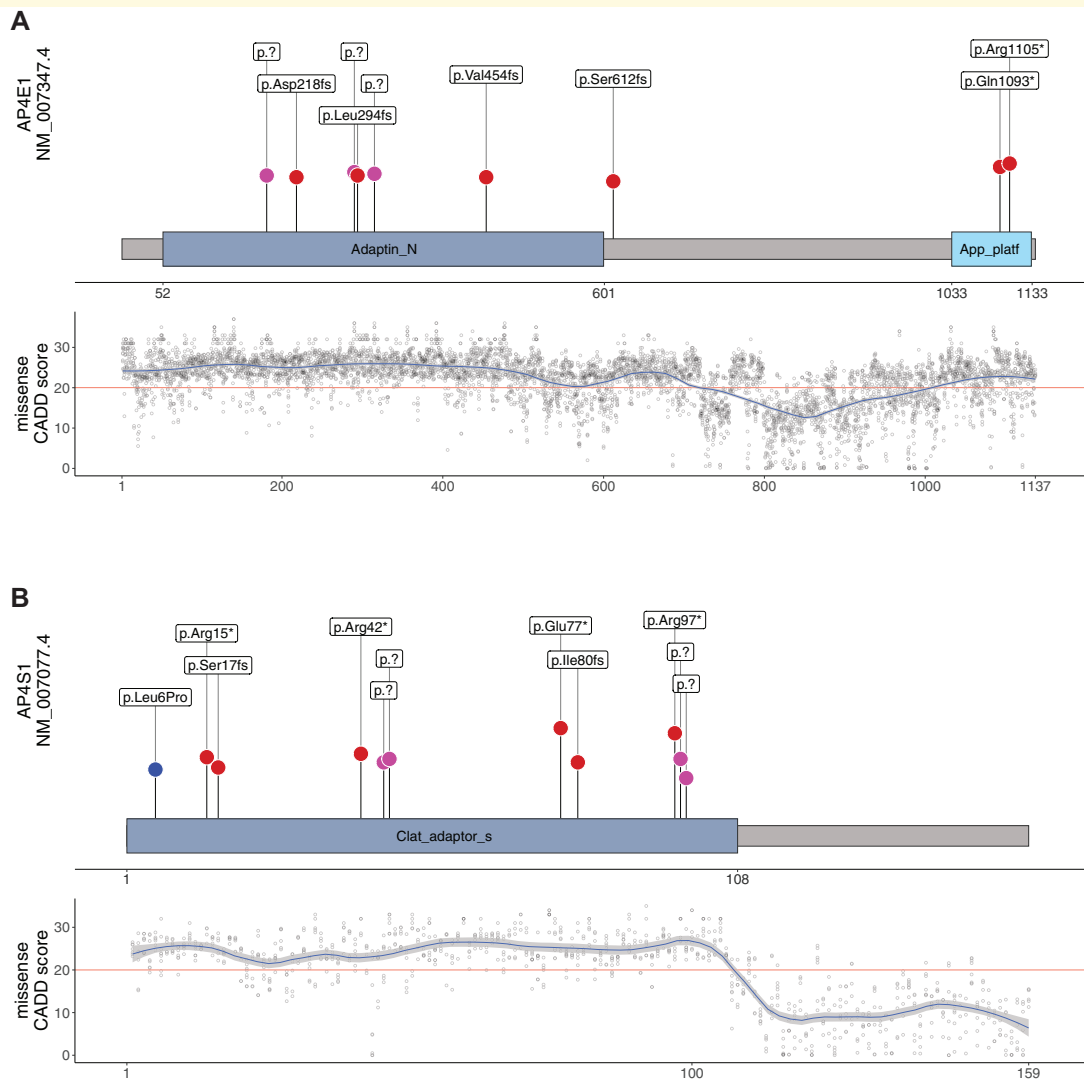 A
AP4E1
NM_007347.4
p.? p.? p.Arg1105*
p.Asp218fs p.? p.Val454fs p.Ser612fs p.Gln1093*
p.Leu294fs
Adaptin_N App_platf
52 601 1033 1133
missense
CADD score
30
20
10
0
1 200 400 600 800 1000 1137
B
AP4S1
NM_007077.4
p.Arg15* p.Arg42* p.Glu77* p.Arg97*
p.Ser17fs p.? p.Ile80fs p.?
p.Leu6Pro p.? p.?
Clat_adaptor_s
1 108
missense
CADD score
30
20
10
0
1 100 159